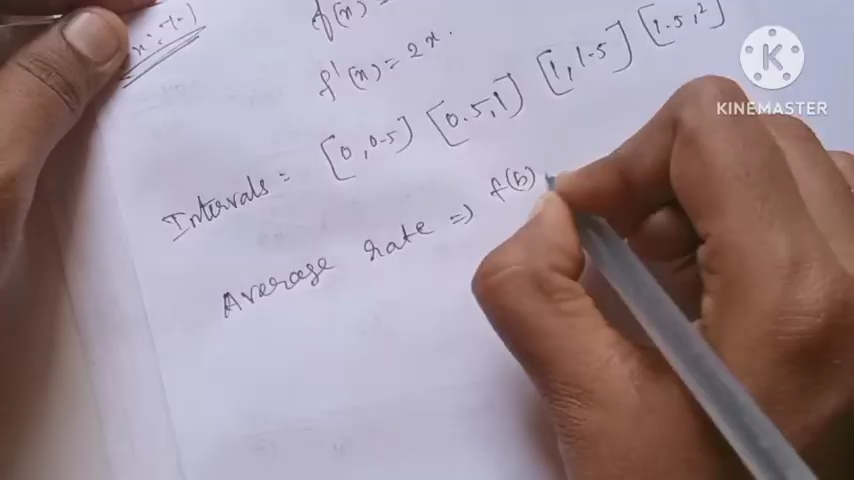 f(x) =
f'(x) = 2x.
Intervals = [0, 0.5] [0.5, 1] [1, 1.5] [1.5, 2]
Average rate => f(b)
K
KINEMASTER